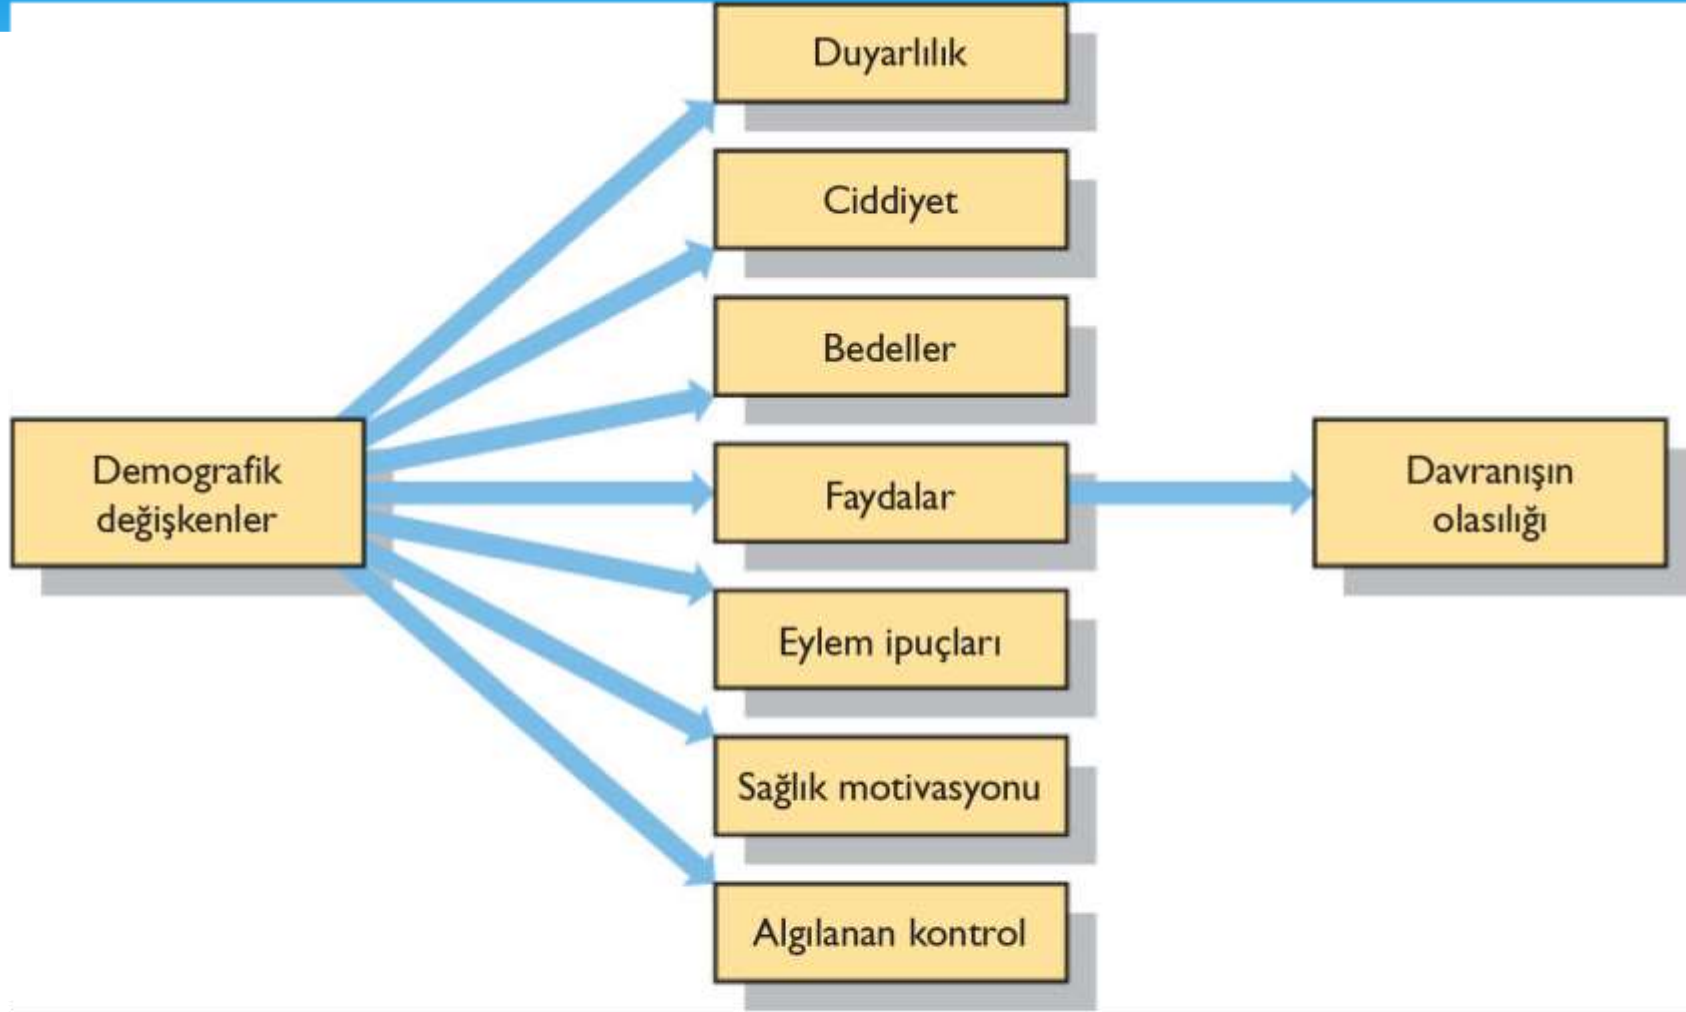 Duyarlılık
Ciddiyet
Bedeller
Demografik
değişkenler
Faydalar
Davranışın
olasılığı
Eylem ipuçları
Sağlık motivasyonu
Algılanan kontrol